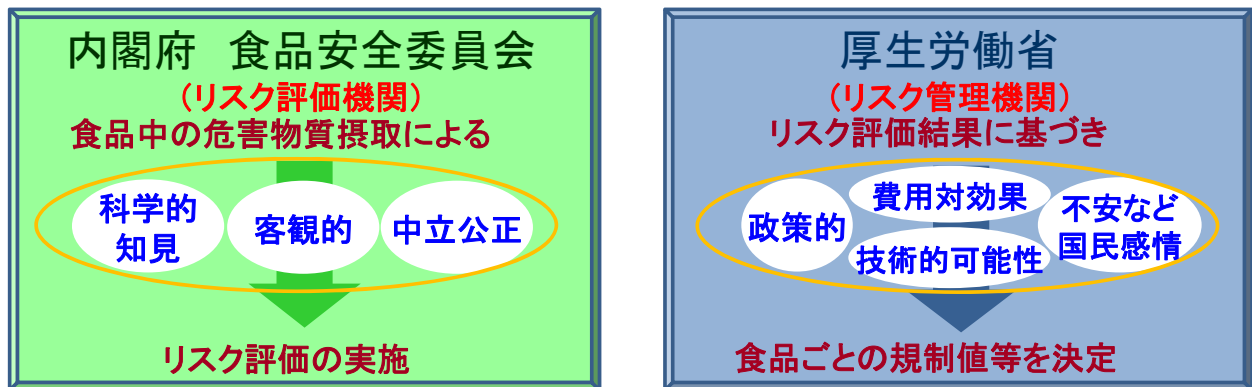 内閣府　食品安全委員会
（リスク評価機関）
食品中の危害物質摂取による
科学的
知見
客観的
中立公正
リスク評価の実施
厚生労働省
（リスク管理機関）
リスク評価結果に基づき
政策的
費用対効果
技術的可能性
不安など
国民感情
食品ごとの規制値等を決定